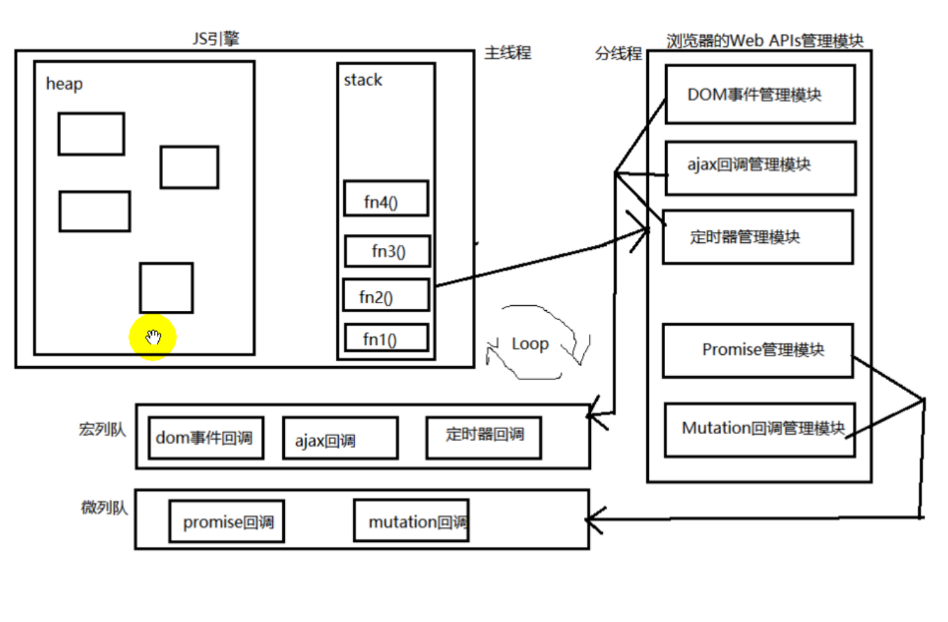 JS引擎
主线程
分线程
浏览器的Web APIs管理模块
heap
stack
fn4()
fn3()
fn2()
fn1()
Loop
DOM事件管理模块
ajax回调管理模块
定时器管理模块
Promise管理模块
Mutation回调管理模块
宏列队
dom事件回调
ajax回调
定时器回调
微列队
promise回调
mutation回调